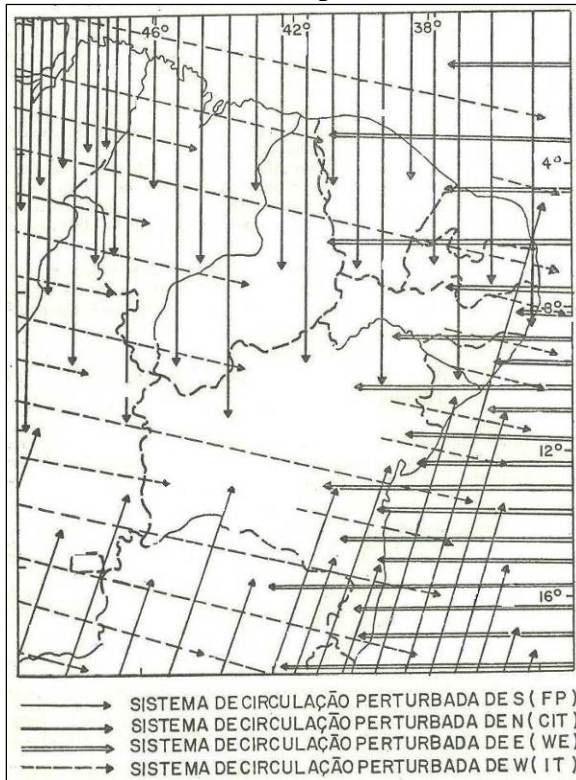 46° 42° 38°
4°
8°
12°
16°
SISTEMA DE CIRCULAÇÃO PERTURBADA DE S (FP)
SISTEMA DE CIRCULAÇÃO PERTURBADA DE N (CIT)
SISTEMA DE CIRCULAÇÃO PERTURBADA DE E (WE)
SISTEMA DE CIRCULAÇÃO PERTURBADA DE W (IT)